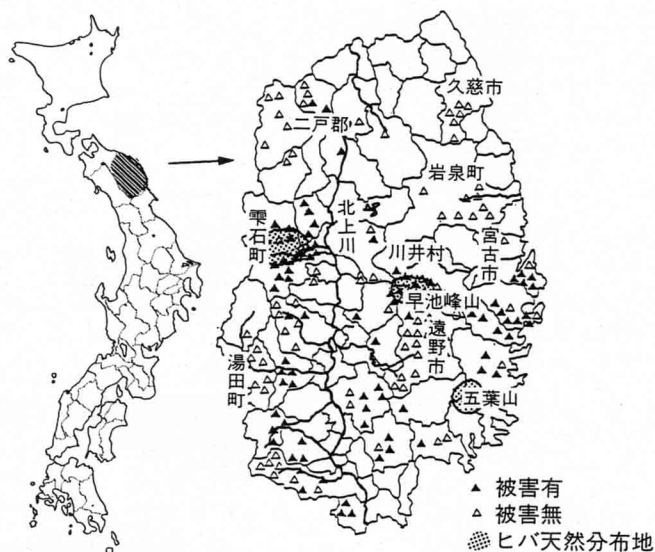 久慈市
二戸郡
岩泉町
北上川
雫石町
宮古市
川井村
早池峰山
遠野市
湯田町
五葉山
▲ 被害有
△ 被害無
ヒバ天然分布地